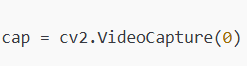 cap = cv2.VideoCapture(0)